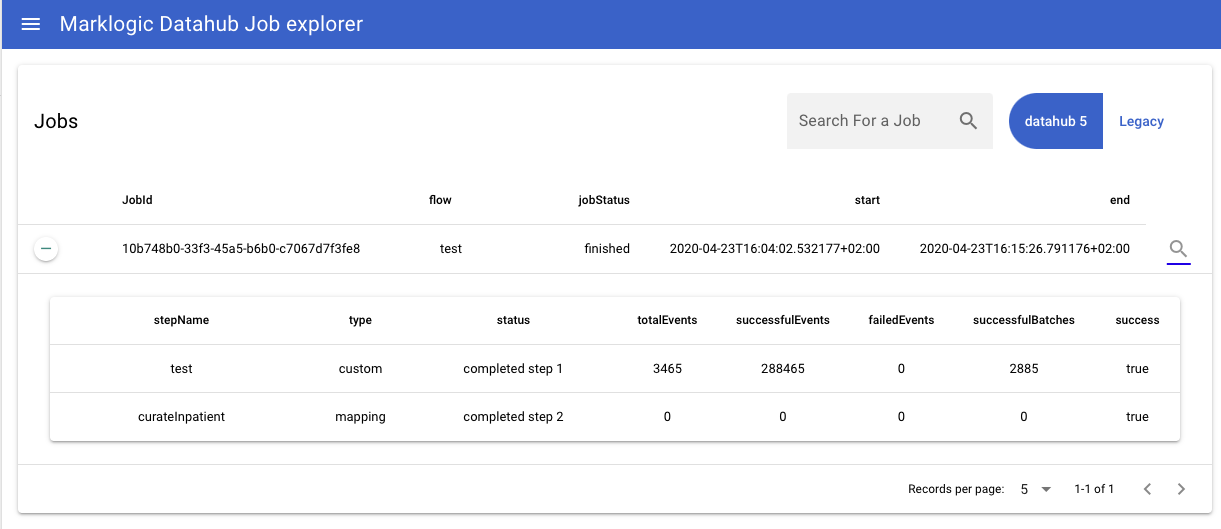 Marklogic Datahub Job explorer
Jobs
Search For a Job
datahub 5
Legacy
JobId flow jobStatus start end
10b748b0-33f3-45a5-b6b0-c7067d7f3fe8 test finished 2020-04-23T16:04:02.532177+02:00 2020-04-23T16:15:26.791176+02:00
stepName type status totalEvents successfulEvents failedEvents successfulBatches success
test custom completed step 1 3465 288465 0 2885 true
curateInpatient mapping completed step 2 0 0 0 0 true
Records per page: 5 1-1 of 1